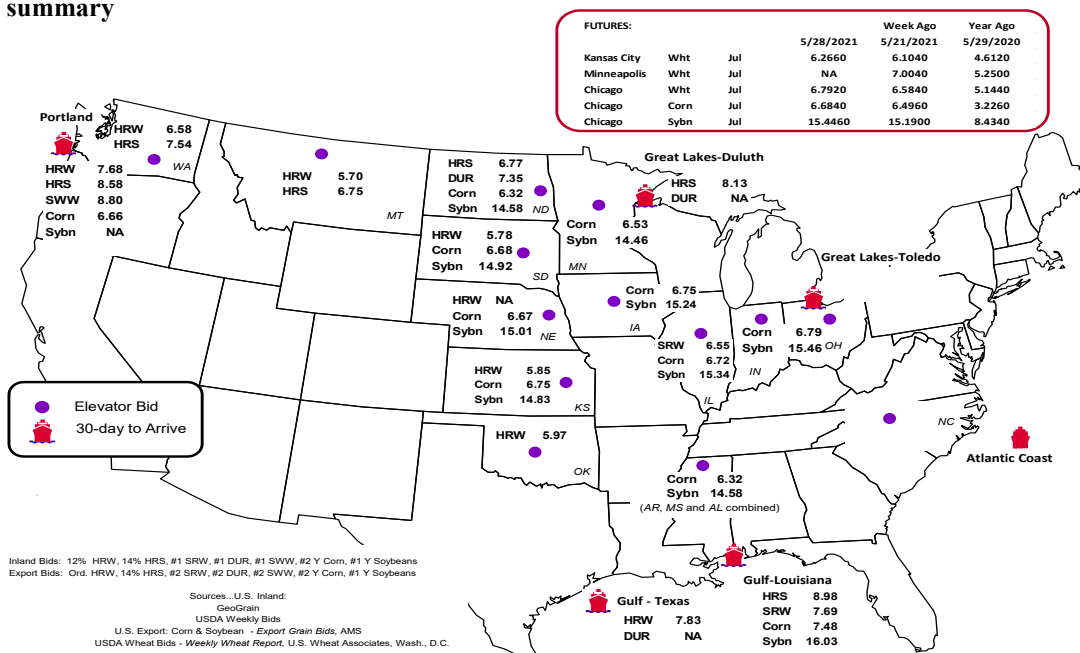 summary
FUTURES:
Week Ago Year Ago
5/28/2021 5/21/2021 5/29/2020
Kansas City Wht Jul 6.2660 6.1040 4.6120
Minneapolis Wht Jul NA 7.0040 5.2500
Chicago Wht Jul 6.7920 6.5840 5.1440
Chicago Corn Jul 6.6840 6.4960 3.2260
Chicago Sybn Jul 15.4460 15.1900 8.4340
Portland
HRW 6.58
HRS 7.54
WA
HRW 7.68
HRS 8.58
SWW 8.80
Corn 6.66
Sybn NA
HRW 5.70
HRS 6.75
MT
HRS 6.77
DUR 7.35
Corn 6.32
Sybn 14.58
ND
Great Lakes-Duluth
HRS 8.13
DUR NA
Corn 6.53
Sybn 14.46
MN
HRW 5.78
Corn 6.68
Sybn 14.92
SD
Great Lakes-Toledo
HRW NA
Corn 6.67
Sybn 15.01
NE
Corn 6.75
Sybn 15.24
IA
SRW 6.55
Corn 6.72
Sybn 15.34
IL
Corn 6.79
Sybn 15.46
IN
OH
HRW 5.85
Corn 6.75
Sybn 14.83
KS
Elevator Bid
30-day to Arrive
HRW 5.97
OK
NC
Atlantic Coast
Corn 6.32
Sybn 14.58
(AR, MS and AL combined)
Inland Bids: 12% HRW, 14% HRS, #1 SRW, #1 DUR, #1 SWW, #2 Y Corn, #1 Y Soybeans
Export Bids: Ord. HRW, 14% HRS, #2 SRW, #2 DUR, #2 SWW, #2 Y Corn, #1 Y Soybeans
Sources...U.S. Inland:
GeoGrain
USDA Weekly Bids
U.S. Export: Corn & Soybean - Export Grain Bids, AMS
USDA Wheat Bids - Weekly Wheat Report, U.S. Wheat Associates, Wash., D.C.
Gulf - Texas
HRW 7.83
DUR NA
Gulf-Louisiana
HRS 8.98
SRW 7.69
Corn 7.48
Sybn 16.03